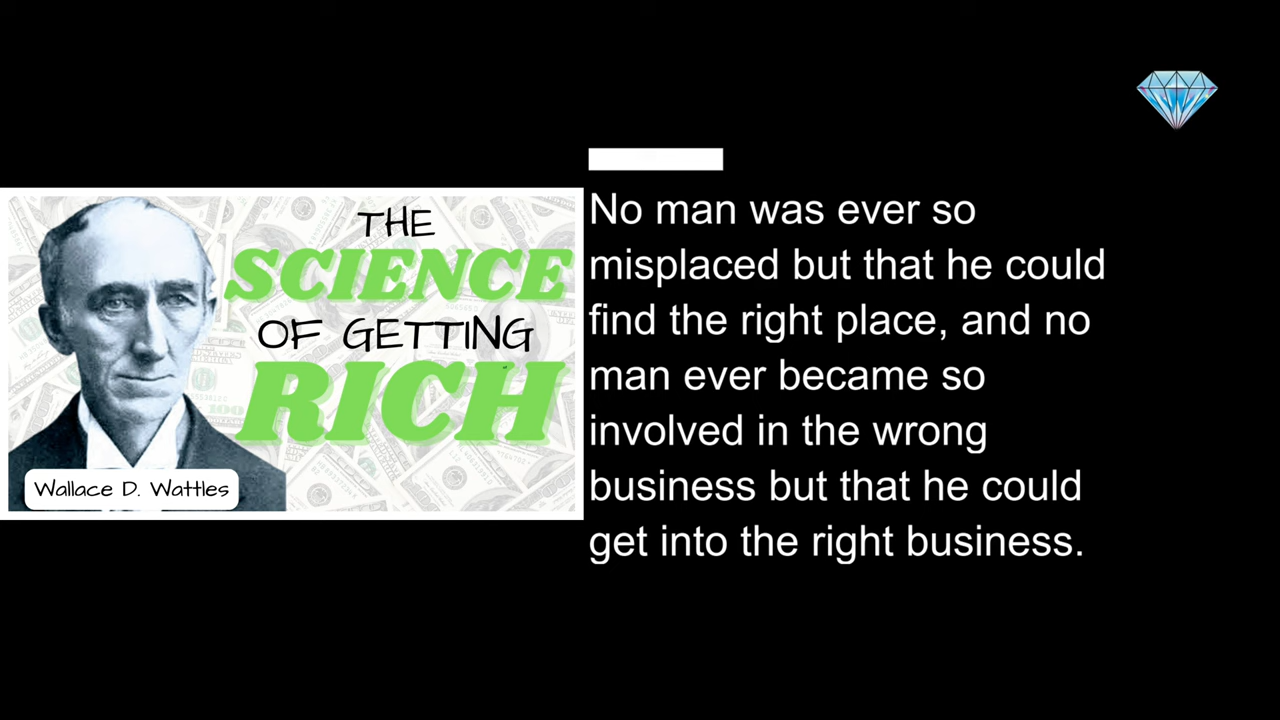 THE
SCIENCE
OF GETTING
RICH
Wallace D. Wattles
No man was ever so
misplaced but that he could
find the right place, and no
man ever became so
involved in the wrong
business but that he could
get into the right business.